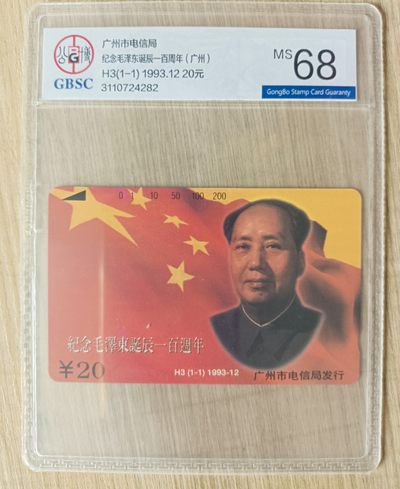 公博
GBSC
广州市电信局
纪念毛泽东诞辰一百周年（广州）
H3(1-1) 1993.12 20元
3110724282
MS 68
GongBo Stamp Card Guaranty
0 1 10 50 100 200
紀念毛澤東誕辰一百週年
¥20
H3 (1-1) 1993-12
广州市电信局发行